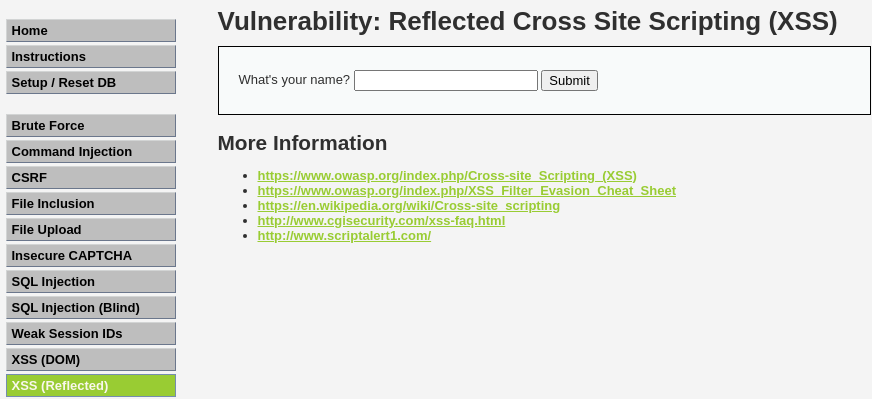 Home
Instructions
Setup / Reset DB
Brute Force
Command Injection
CSRF
File Inclusion
File Upload
Insecure CAPTCHA
SQL Injection
SQL Injection (Blind)
Weak Session IDs
XSS (DOM)
XSS (Reflected)
Vulnerability: Reflected Cross Site Scripting (XSS)
What's your name? Submit
More Information
https://www.owasp.org/index.php/Cross-site_Scripting_(XSS)
https://www.owasp.org/index.php/XSS_Filter_Evasion_Cheat_Sheet
https://en.wikipedia.org/wiki/Cross-site_scripting
http://www.cgisecurity.com/xss-faq.html
http://www.scriptalert1.com/